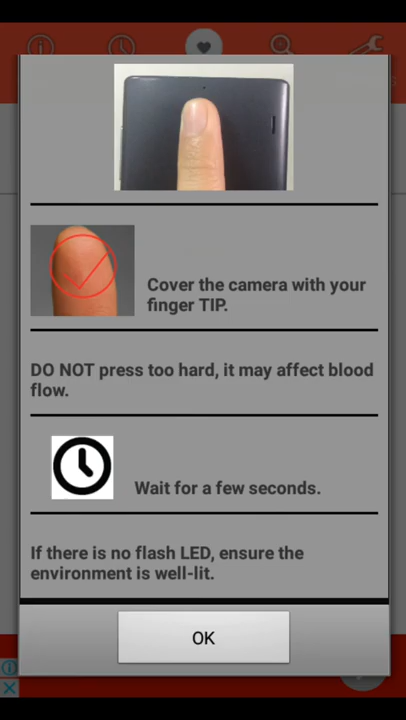 Cover the camera with your
finger TIP.
DO NOT press too hard, it may affect blood
flow.
Wait for a few seconds.
If there is no flash LED, ensure the
environment is well-lit.
OK